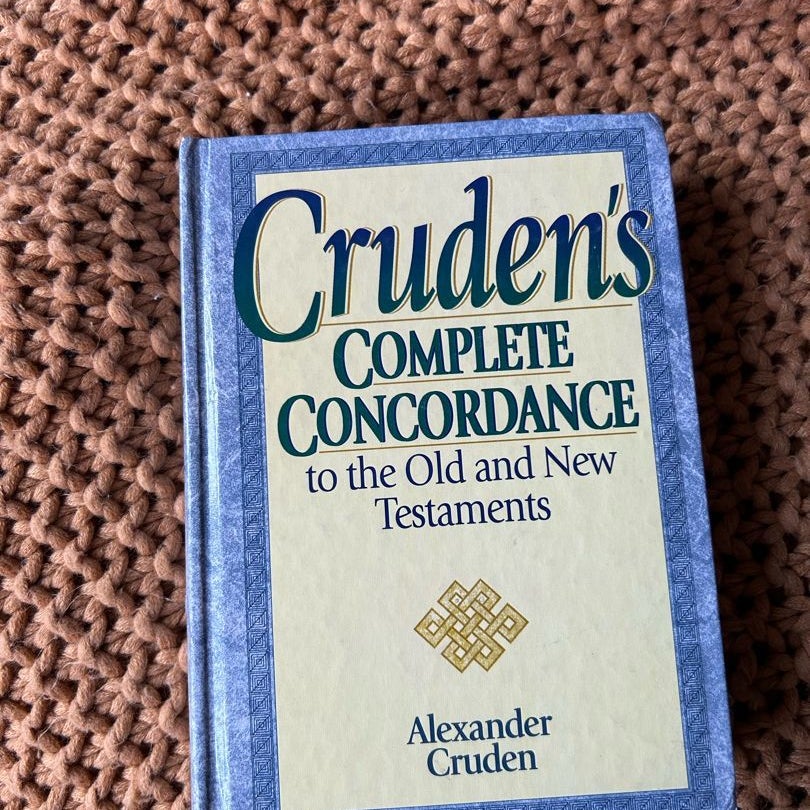 Cruden's
COMPLETE
CONCORDANCE
to the Old and New
Testaments
Alexander
Cruden